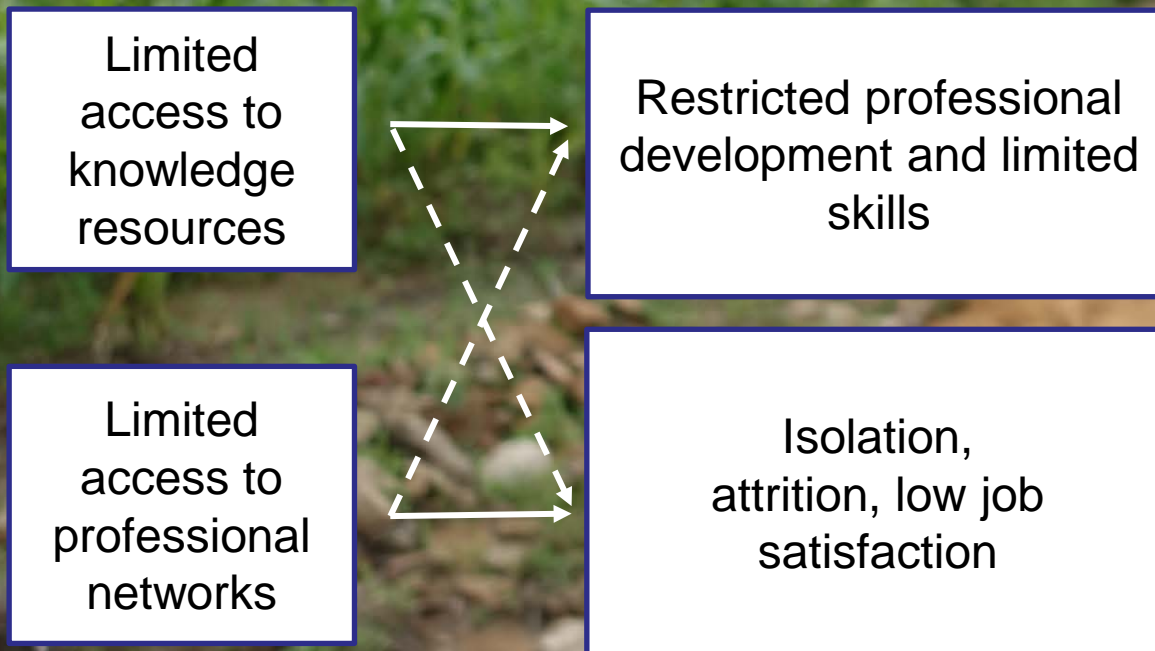 Limited
access to
knowledge
resources
Restricted professional
development and limited
skills
Limited
access to
professional
networks
Isolation,
attrition, low job
satisfaction